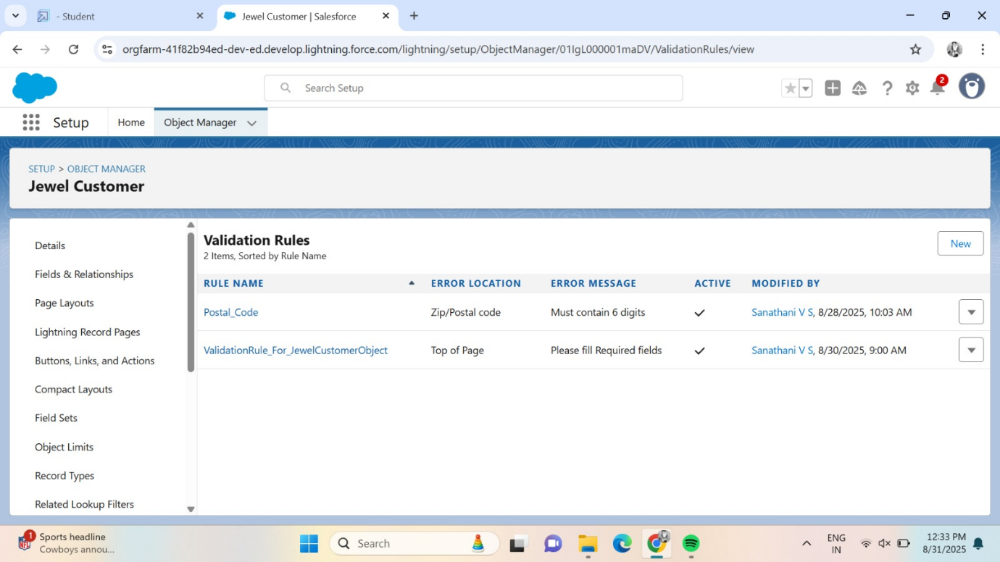 - Student
Jewel Customer | Salesforce
orgfarm-41f82b94ed-dev-ed.develop.lightning.force.com/lightning/setup/ObjectManager/01IgL000001maDV/ValidationRules/view
Search Setup
2
Setup
Home
Object Manager
SETUP > OBJECT MANAGER
Jewel Customer
Details
Fields & Relationships
Page Layouts
Lightning Record Pages
Buttons, Links, and Actions
Compact Layouts
Field Sets
Object Limits
Record Types
Related Lookup Filters
Validation Rules
2 Items, Sorted by Rule Name
New
RULE NAME ERROR LOCATION ERROR MESSAGE ACTIVE MODIFIED BY
Postal_Code Zip/Postal code Must contain 6 digits Sanathani V S, 8/28/2025, 10:03 AM
ValidationRule_For_JewelCustomerObject Top of Page Please fill Required fields Sanathani V S, 8/30/2025, 9:00 AM
1
NFL
Sports headline
Cowboys annou...
Search
ENG
IN
12:33 PM
8/31/2025